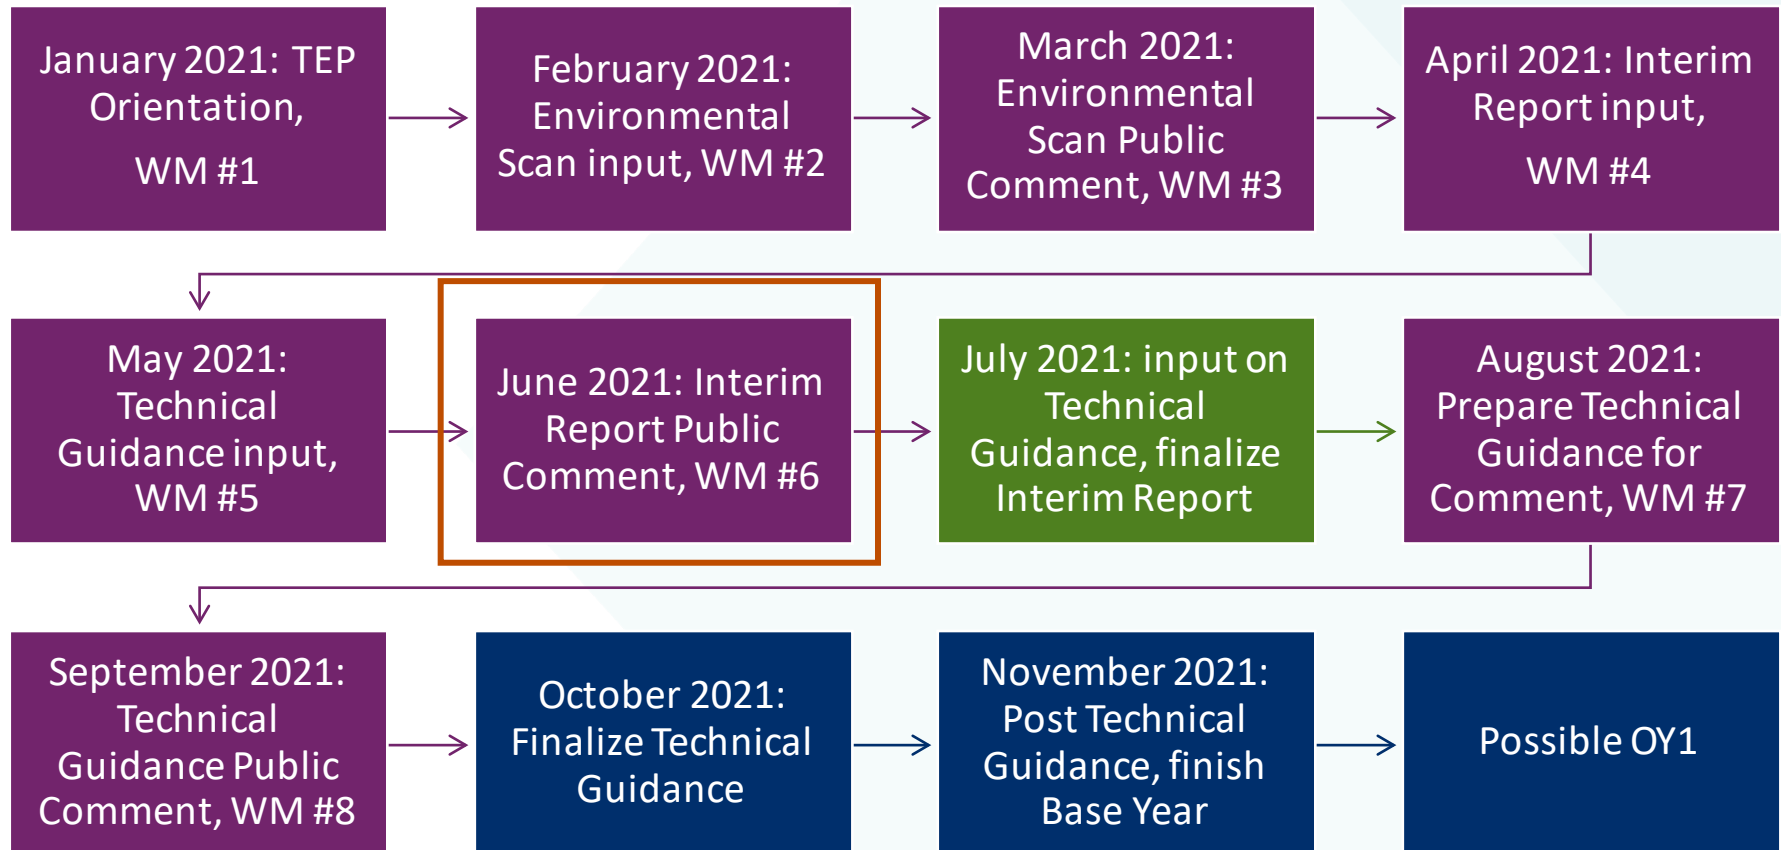 January 2021: TEP
Orientation,
WM #1
February 2021:
Environmental
Scan input, WM #2
March 2021:
Environmental
Scan Public
Comment, WM #3
April 2021: Interim
Report input,
WM #4
May 2021:
Technical
Guidance input,
WM #5
June 2021: Interim
Report Public
Comment, WM #6
July 2021: input on
Technical
Guidance, finalize
Interim Report
August 2021:
Prepare Technical
Guidance for
Comment, WM #7
September 2021:
Technical
Guidance Public
Comment, WM #8
October 2021:
Finalize Technical
Guidance
November 2021:
Post Technical
Guidance, finish
Base Year
Possible OY1